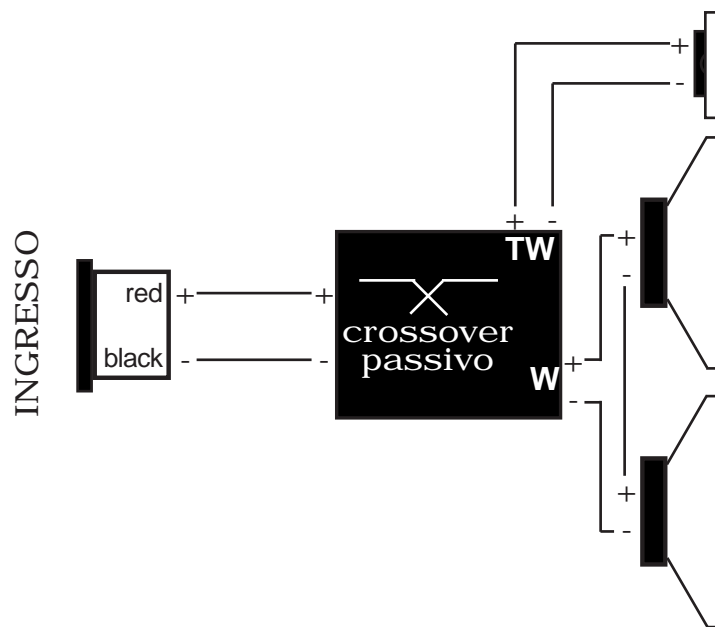 +
-
+ -
TW
INGRESSO
red + + 
black - -
crossover
passivo
W
+
-
+
-
+
-